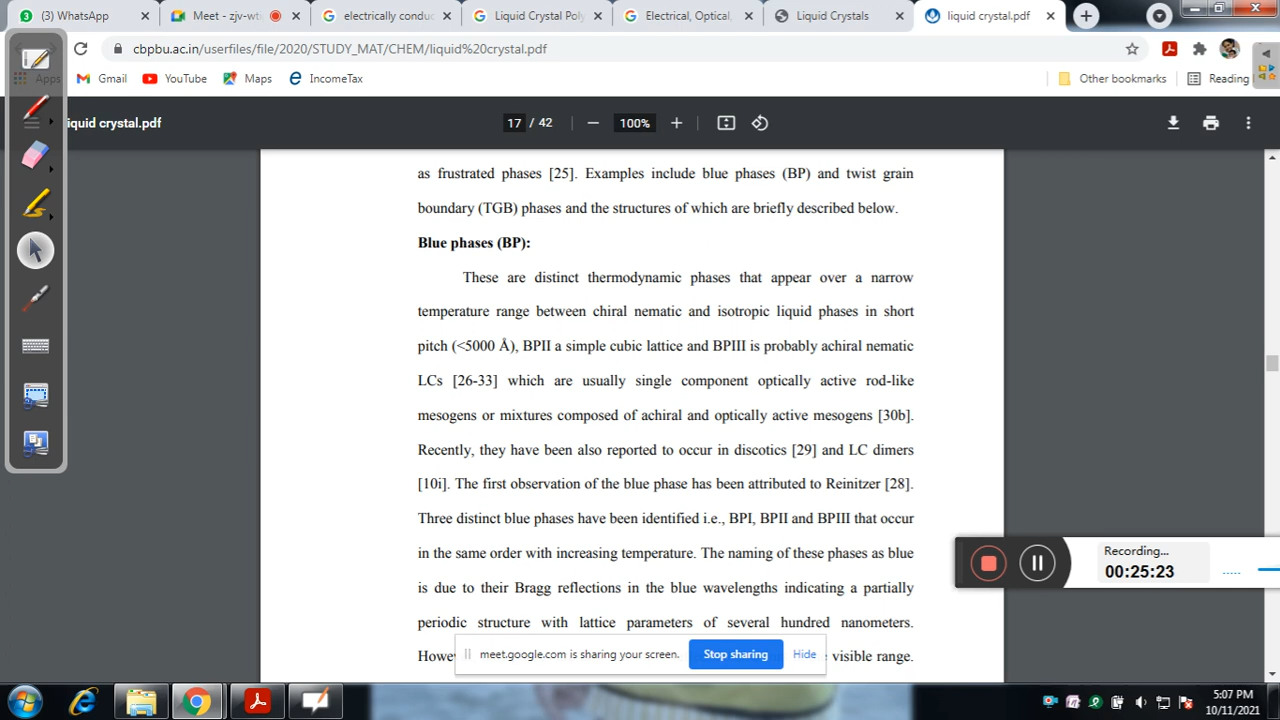 (3) WhatsApp
Meet - zjv-wti
electrically conduc
Liquid Crystal Poly
Electrical, Optical,
Liquid Crystals
liquid crystal.pdf
cbpbu.ac.in/userfiles/file/2020/STUDY_MAT/CHEM/liquid%20crystal.pdf
Apps
Gmail
YouTube
Maps
IncomeTax
Other bookmarks
Reading
iquid crystal.pdf
17 / 42
100%
as frustrated phases [25]. Examples include blue phases (BP) and twist grain
boundary (TGB) phases and the structures of which are briefly described below.
Blue phases (BP):
These are distinct thermodynamic phases that appear over a narrow
temperature range between chiral nematic and isotropic liquid phases in short
pitch (<5000 Å), BPII a simple cubic lattice and BPIII is probably achiral nematic
LCs [26-33] which are usually single component optically active rod-like
mesogens or mixtures composed of achiral and optically active mesogens [30b].
Recently, they have been also reported to occur in discotics [29] and LC dimers
[10i]. The first observation of the blue phase has been attributed to Reinitzer [28].
Three distinct blue phases have been identified i.e., BPI, BPII and BPIII that occur
in the same order with increasing temperature. The naming of these phases as blue
is due to their Bragg reflections in the blue wavelengths indicating a partially
periodic structure with lattice parameters of several hundred nanometers.
Howe visible range.
Recording...
00:25:23
meet.google.com is sharing your screen.
Stop sharing
Hide
5:07 PM
10/11/2021